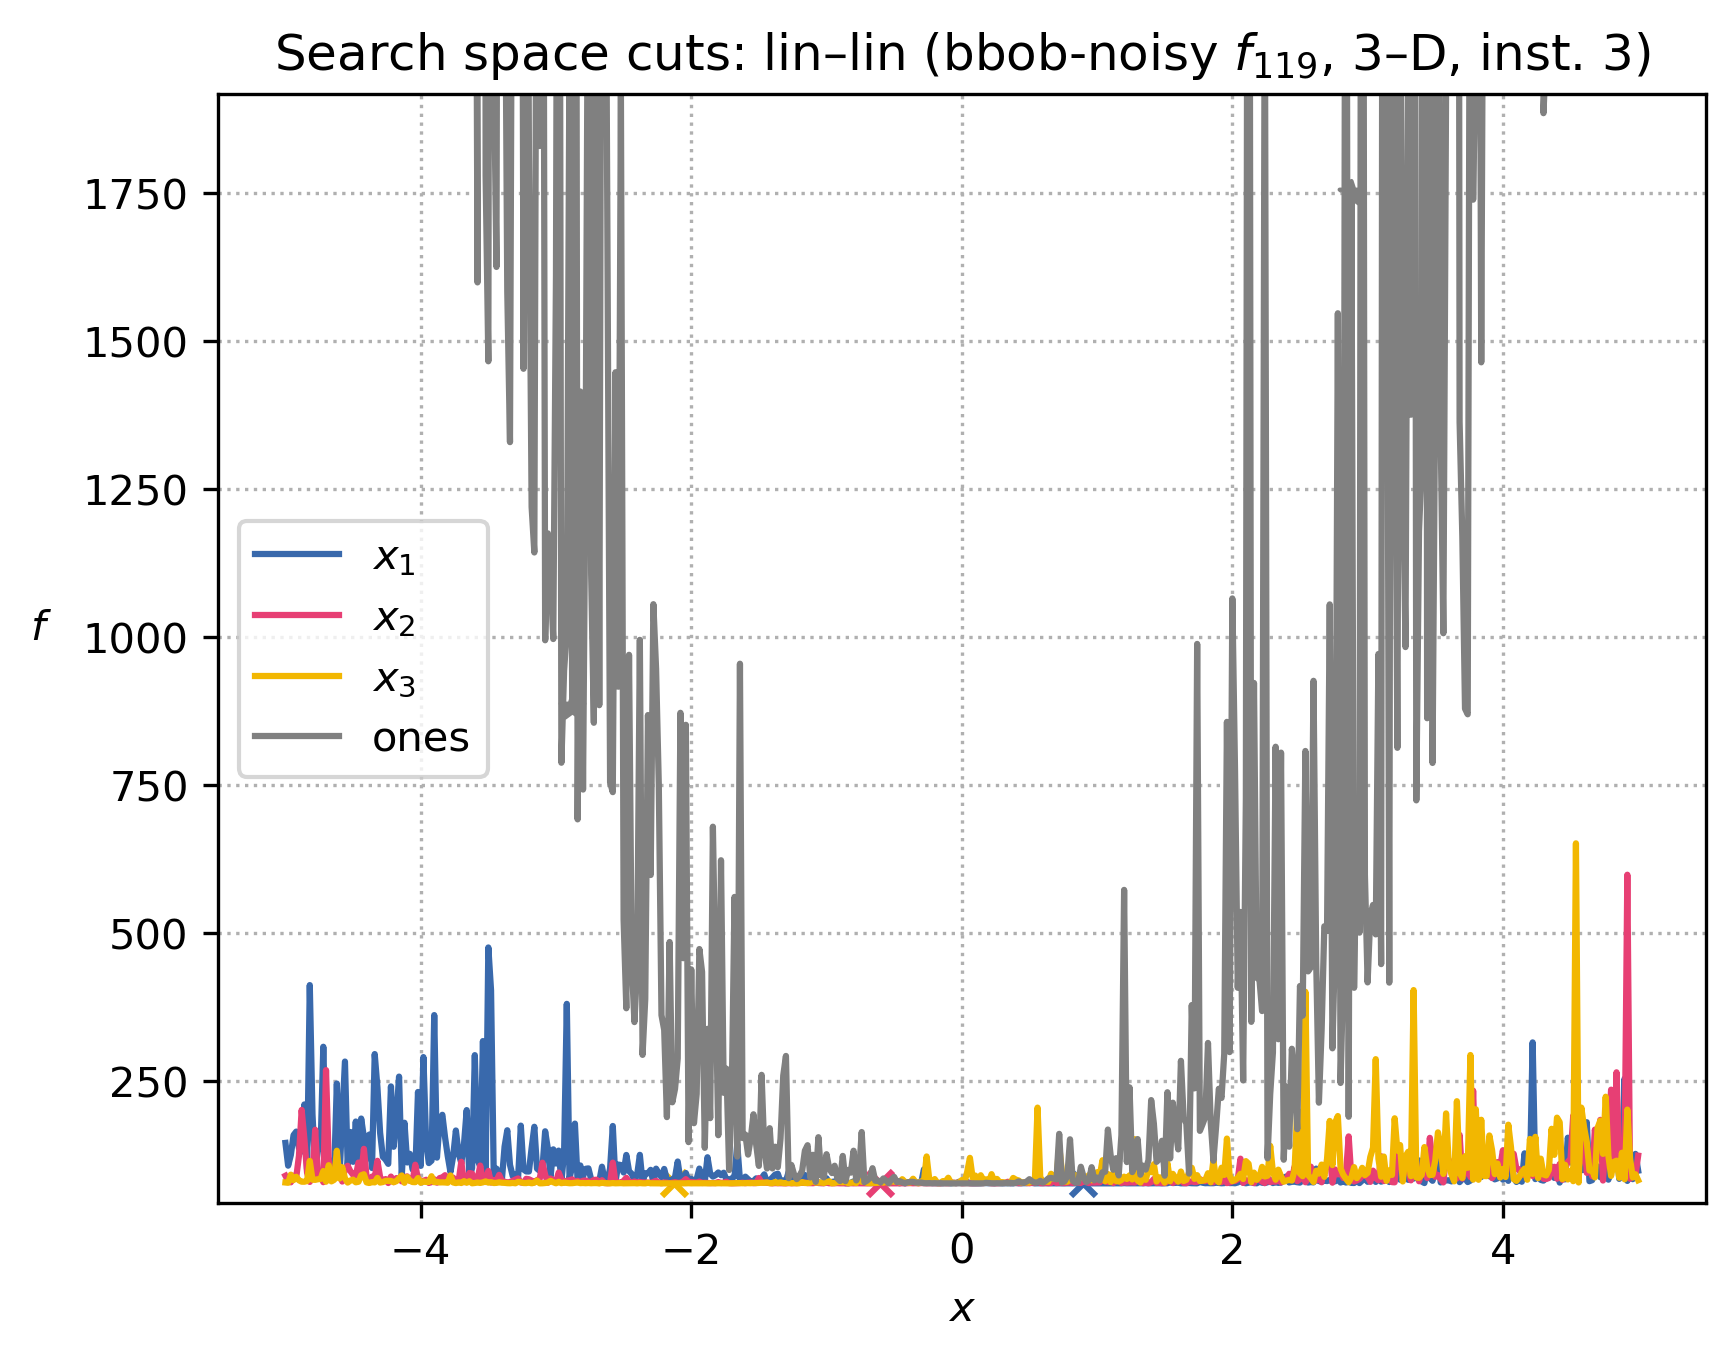 Search space cuts: lin–lin (bbob-noisy f₁₁₉, 3–D, inst. 3)
1750
1500
1250
1000
750
500
250
f
x₁
x₂
x₃
ones
−4
−2
0
2
4
x